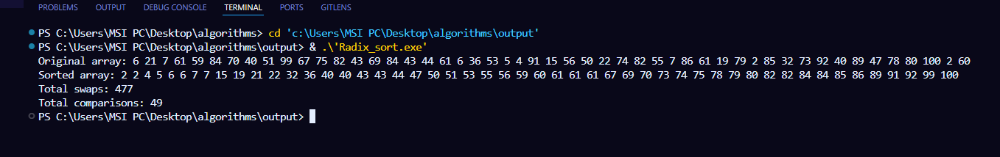 PROBLEMS OUTPUT DEBUG CONSOLE TERMINAL PORTS GITLENS
PS C:\Users\MSI PC\Desktop\algorithms> cd 'c:\Users\MSI PC\Desktop\algorithms\output'
PS C:\Users\MSI PC\Desktop\algorithms\output> & .\'Radix_sort.exe'
Original array: 6 21 7 61 59 84 70 40 51 99 67 75 82 43 69 84 43 44 61 6 36 53 5 4 91 15 56 50 22 74 82 55 7 86 61 19 79 2 85 32 73 92 40 89 47 78 80 100 2 60
Sorted array: 2 2 4 5 6 6 7 7 15 19 21 22 32 36 40 40 43 43 44 47 50 51 53 55 56 59 60 61 61 61 67 69 70 73 74 75 78 79 80 82 82 84 84 85 86 89 91 92 99 100
Total swaps: 477
Total comparisons: 49
PS C:\Users\MSI PC\Desktop\algorithms\output>